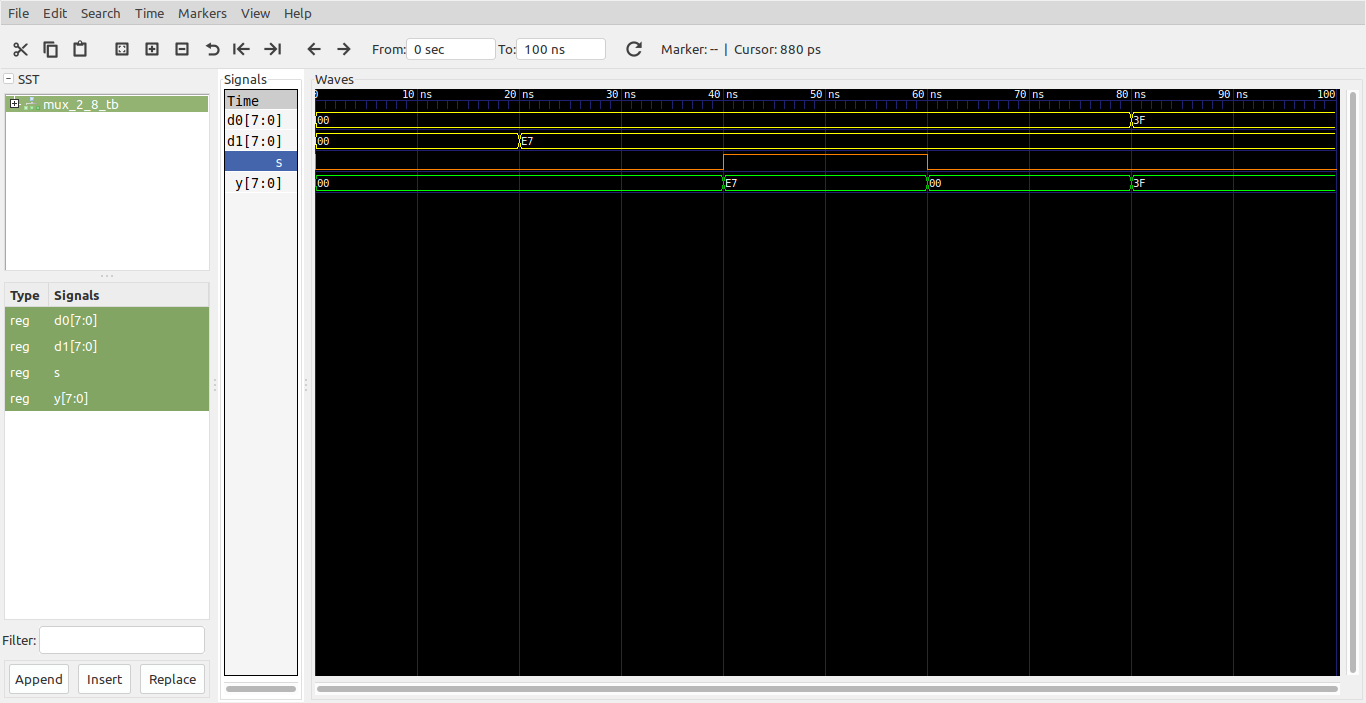 File Edit Search Time Markers View Help
From: 0 sec To: 100 ns Marker: -- | Cursor: 880 ps
SST
mux_2_8_tb
Type Signals
reg d0[7:0]
reg d1[7:0]
reg s
reg y[7:0]
Filter:
Append Insert Replace
Signals
Time
d0[7:0]
d1[7:0]
s
y[7:0]
Waves
0 10 ns 20 ns 30 ns 40 ns 50 ns 60 ns 70 ns 80 ns 90 ns 100
00 3F
00 E7
00 E7 00 3F